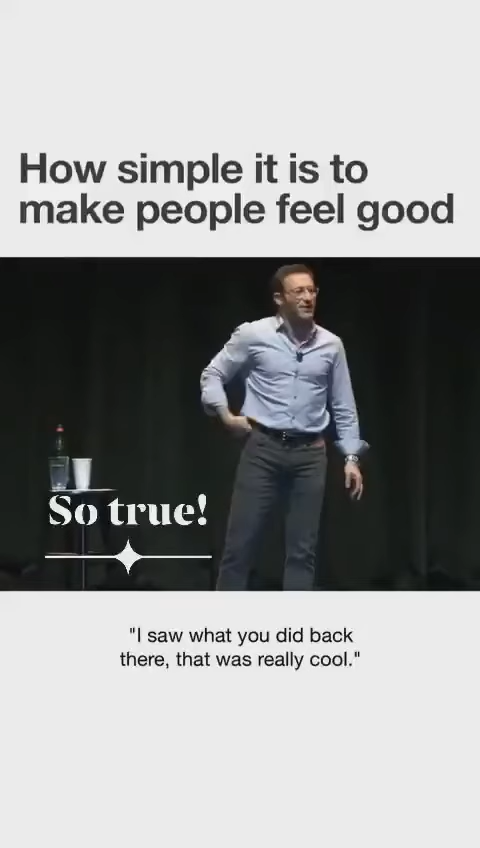 How simple it is to
make people feel good
So true!
"I saw what you did back
there, that was really cool."